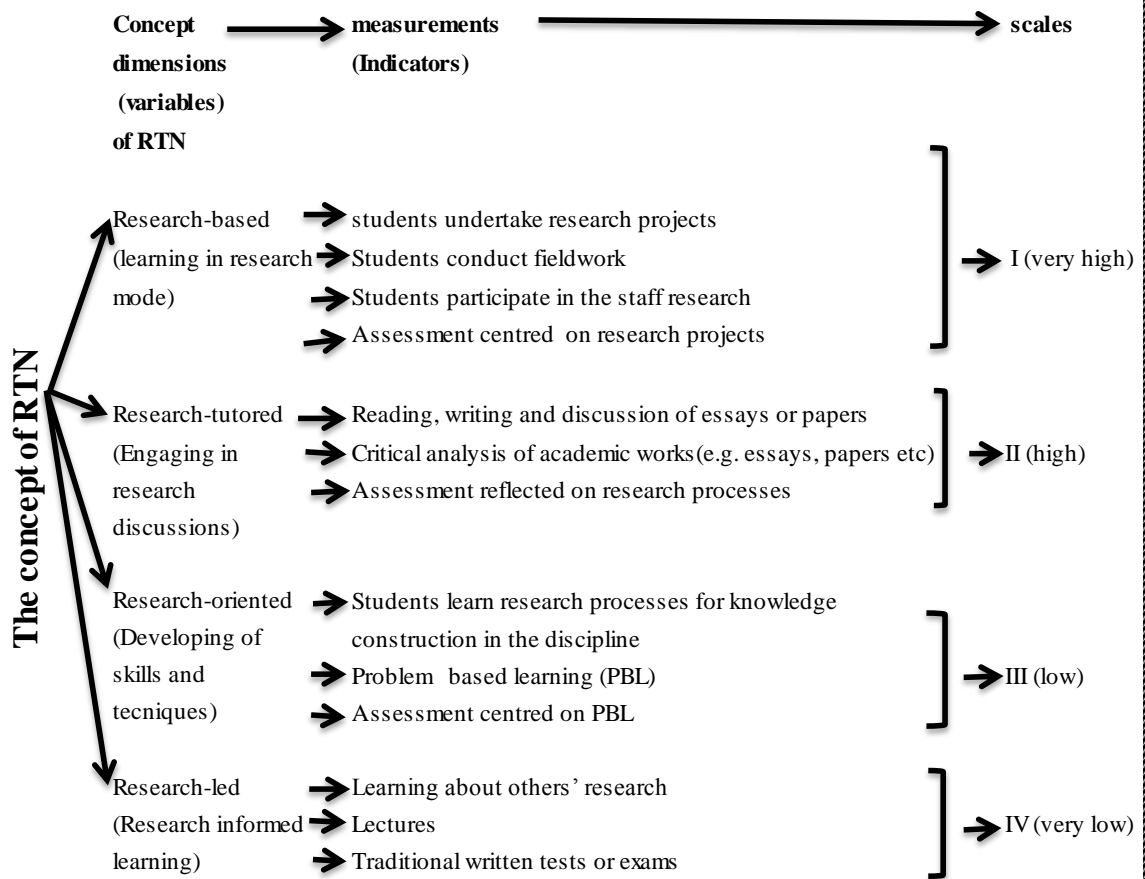 Concept
dimensions
(variables)
of RTN
measurements
(Indicators)
scales
The concept of RTN
Research-based
(learning in research
mode)
students undertake research projects
Students conduct fieldwork
Students participate in the staff research
Assessment centred on research projects
I (very high)
Research-tutored
(Engaging in
research
discussions)
Reading, writing and discussion of essays or papers
Critical analysis of academic works(e.g. essays, papers etc)
Assessment reflected on research processes
II (high)
Research-oriented
(Developing of
skills and
tecniques)
Students learn research processes for knowledge
construction in the discipline
Problem based learning (PBL)
Assessment centred on PBL
III (low)
Research-led
(Research informed
learning)
Learning about others’ research
Lectures
Traditional written tests or exams
IV (very low)